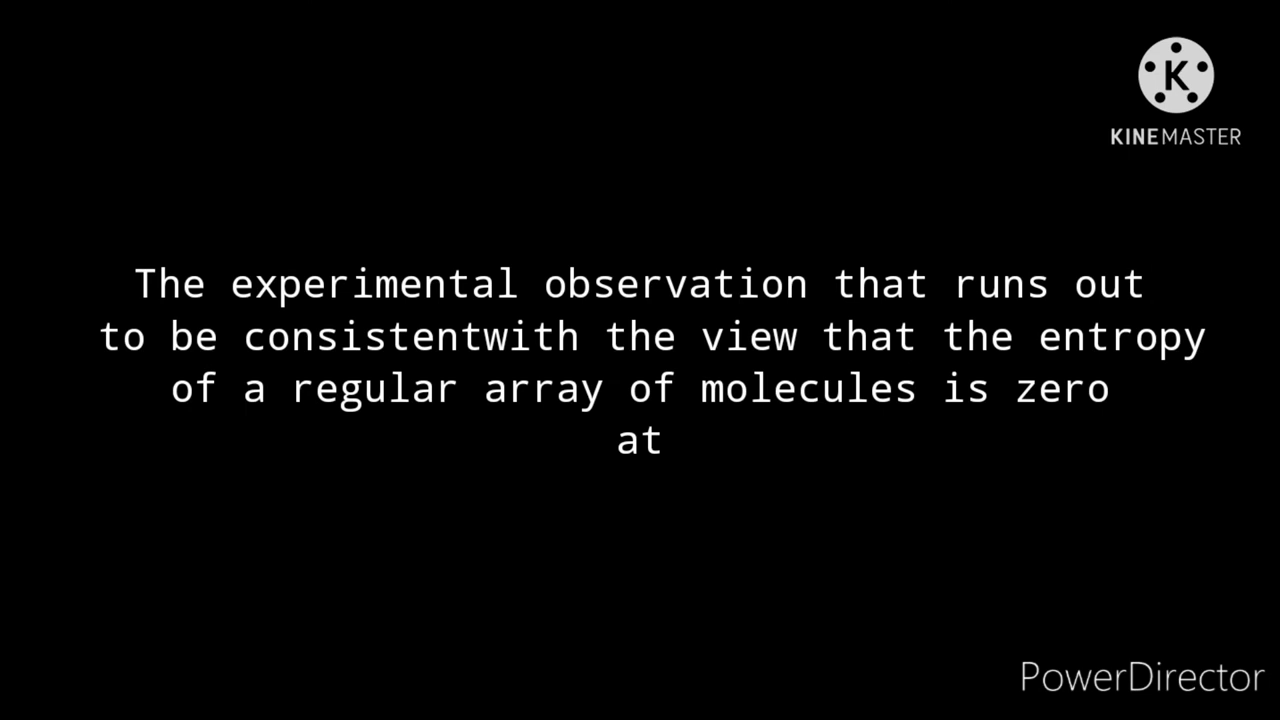 K
KINEMASTER
The experimental observation that runs out
to be consistentwith the view that the entropy
of a regular array of molecules is zero
at
PowerDirector